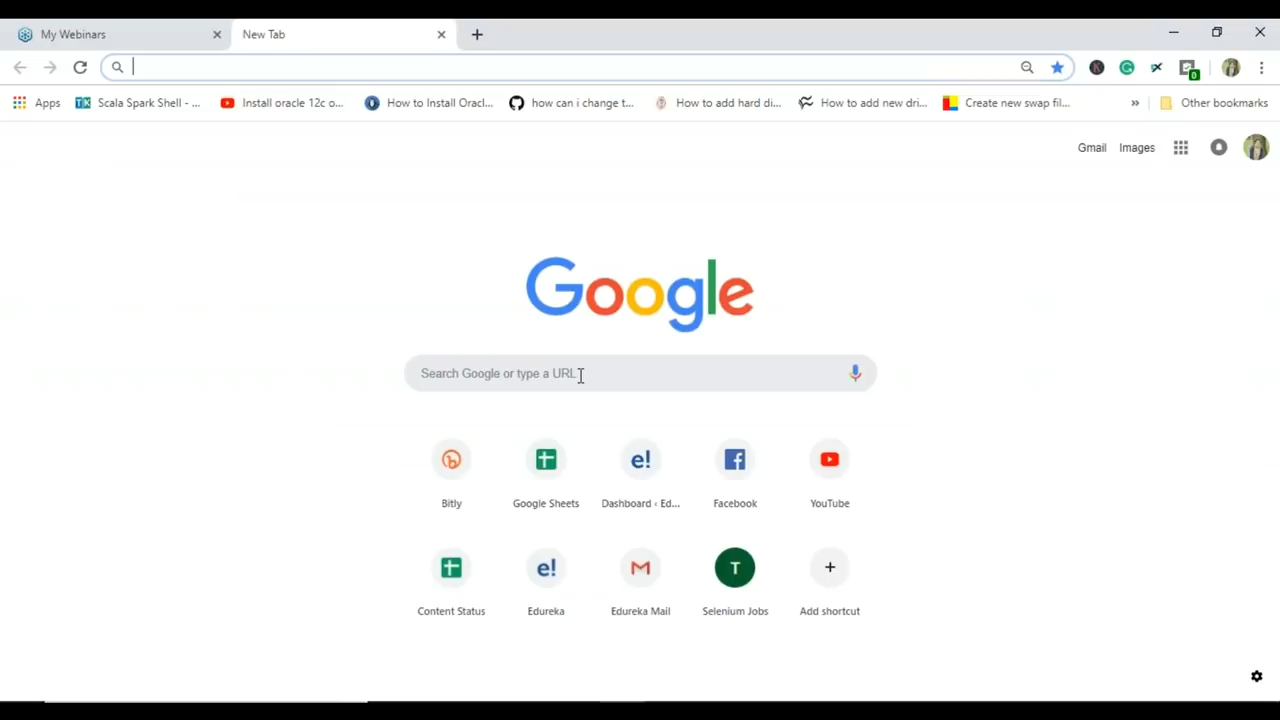 My Webinars
New Tab
Apps
Scala Spark Shell - ...
Install oracle 12c o...
How to Install Oracl...
how can i change t...
How to add hard di...
How to add new dri...
Create new swap fil...
»
Other bookmarks
0
Gmail
Images
Google
Search Google or type a URL
Bitly
Google Sheets
e!
Dashboard ‹ Ed...
Facebook
YouTube
Content Status
e!
Edureka
Edureka Mail
T
Selenium Jobs
Add shortcut